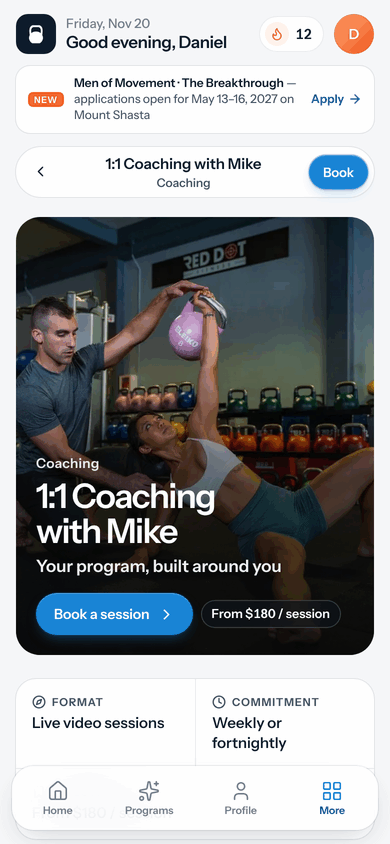 Friday, Nov 20
Good evening, Daniel
12
D
NEW
Men of Movement · The Breakthrough —
applications open for May 13–16, 2027 on
Mount Shasta
Apply
1:1 Coaching with Mike
Coaching
Book
RED DOT
FITNESS
ELEIKO
Coaching
1:1 Coaching
with Mike
Your program, built around you
Book a session
From $180 / session
FORMAT
Live video sessions
COMMITMENT
Weekly or
fortnightly
Home
Programs
Profile
More